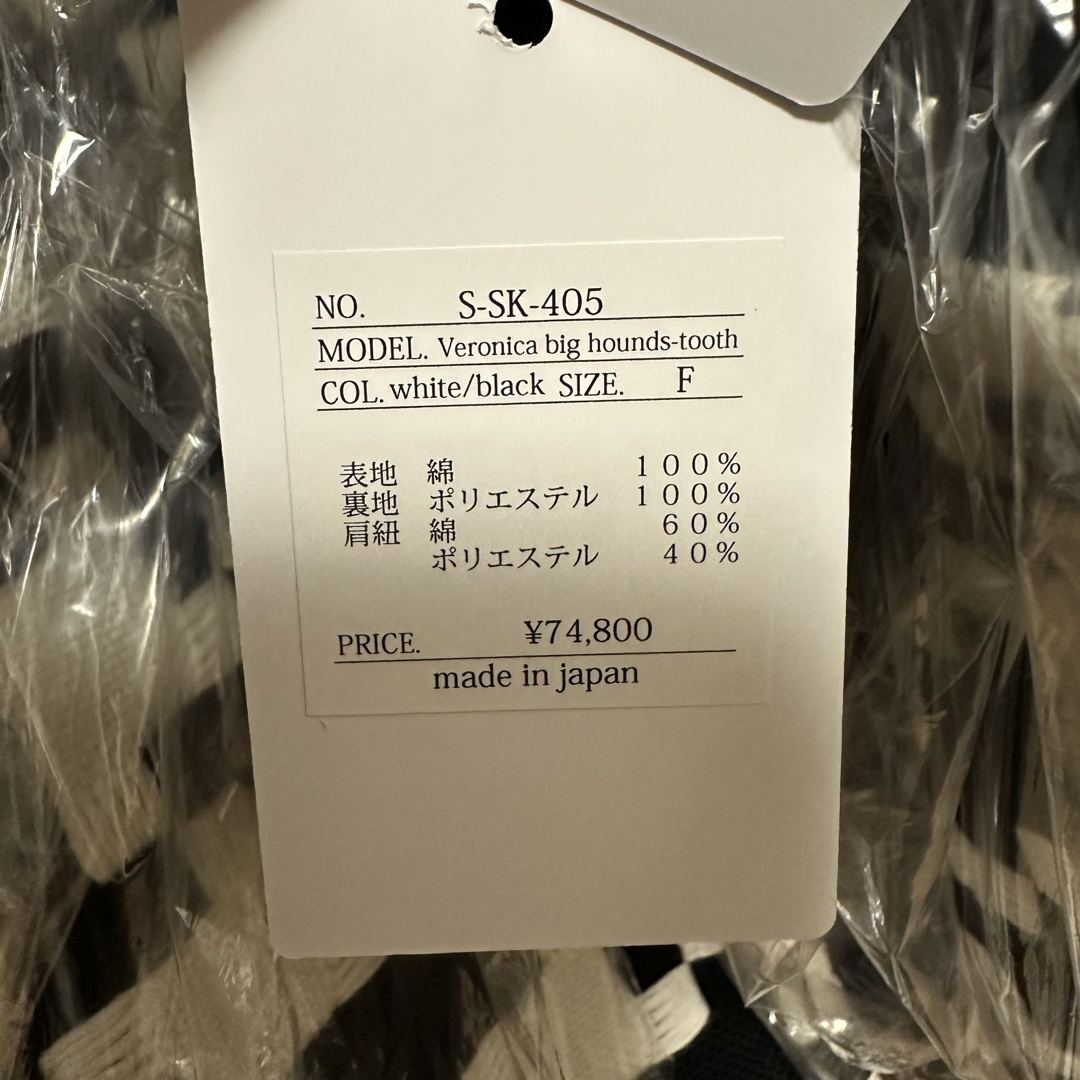 NO. S-SK-405
MODEL. Veronica big hounds-tooth
COL. white/black SIZE. F
表地 綿 100%
裏地 ポリエステル 100%
肩紐 綿 60%
ポリエステル 40%
PRICE. ¥74,800
made in japan